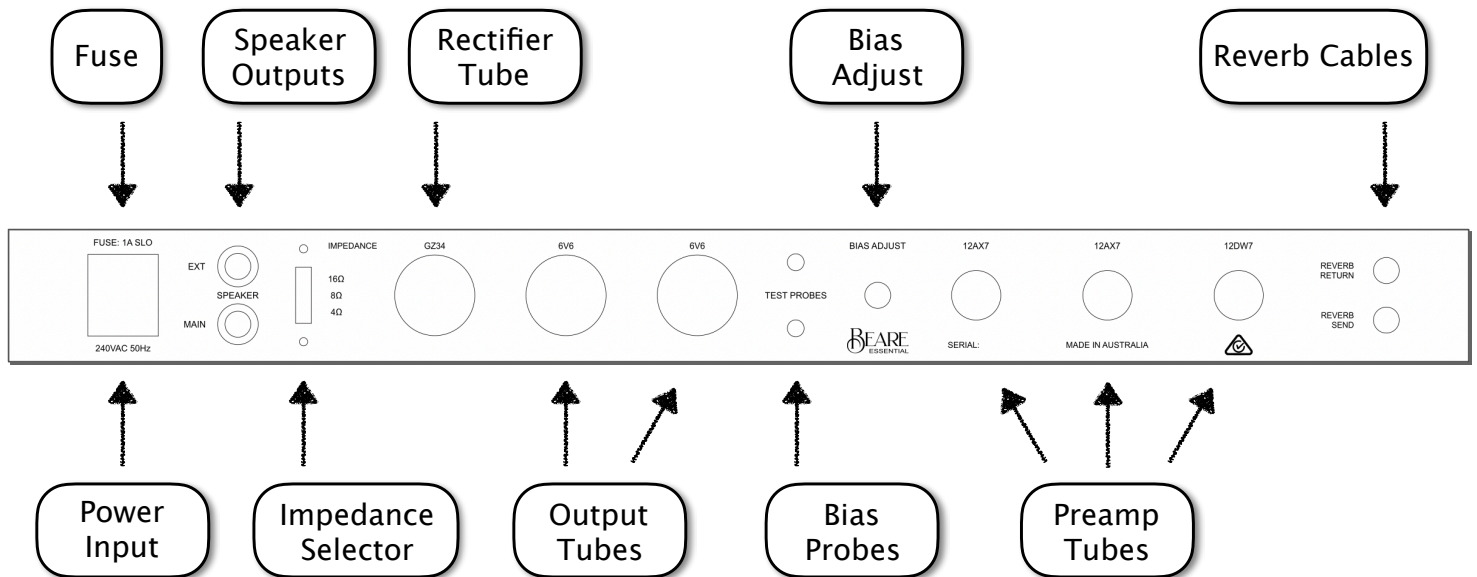 Fuse
Speaker
Outputs
Rectifier
Tube
Bias
Adjust
Reverb Cables
FUSE: 1A SLO
240VAC 50Hz
EXT
SPEAKER
MAIN
IMPEDANCE
16Ω
8Ω
4Ω
GZ34
6V6
6V6
TEST PROBES
BIAS ADJUST
BEARE
ESSENTIAL
12AX7
SERIAL:
12AX7
MADE IN AUSTRALIA
12DW7
REVERB
RETURN
REVERB
SEND
Power
Input
Impedance
Selector
Output
Tubes
Bias
Probes
Preamp
Tubes